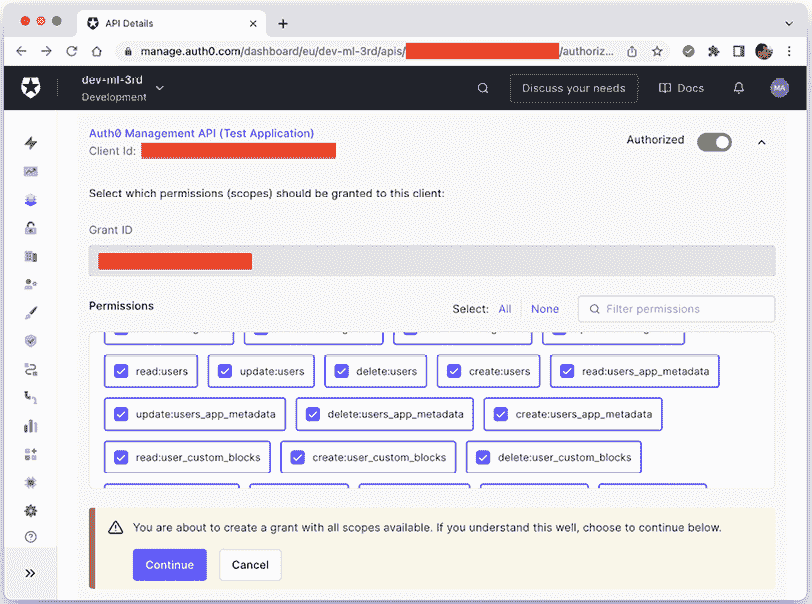 API Details
manage.auth0.com/dashboard/eu/dev-ml-3rd/apis/ /authoriz...
dev-ml-3rd
Development
Discuss your needs
Docs
MA
Auth0 Management API (Test Application)
Client Id:
Authorized
Select which permissions (scopes) should be granted to this client:
Grant ID
Permissions
Select: All None
Filter permissions
read:users update:users delete:users create:users read:users_app_metadata
update:users_app_metadata delete:users_app_metadata create:users_app_metadata
read:user_custom_blocks create:user_custom_blocks delete:user_custom_blocks
You are about to create a grant with all scopes available. If you understand this well, choose to continue below.
Continue Cancel